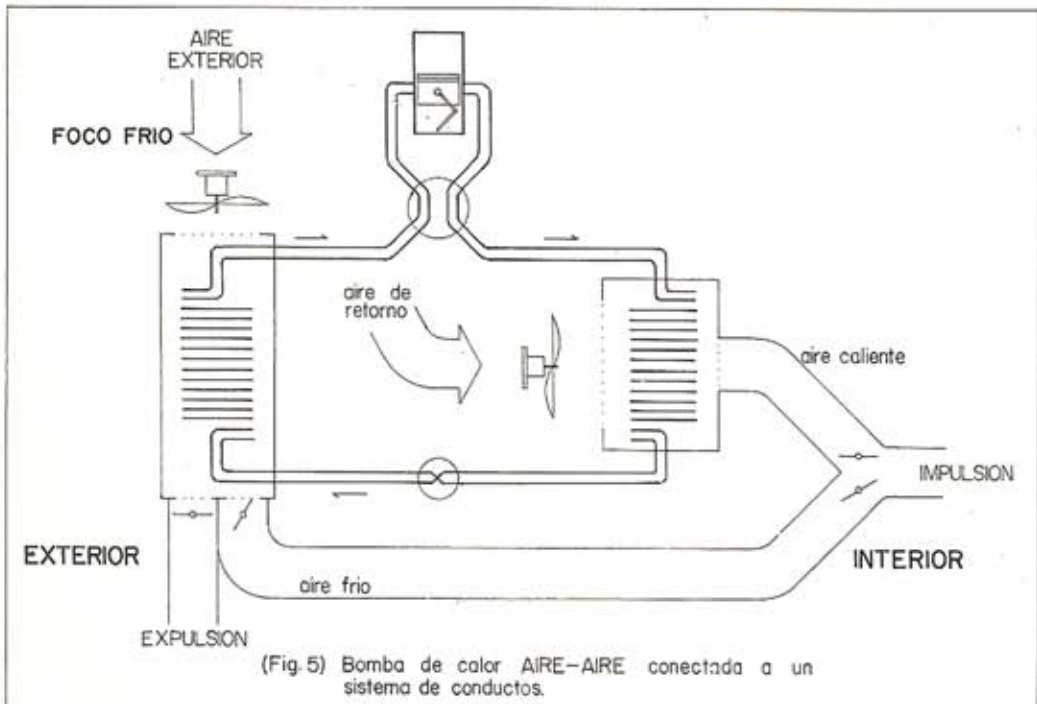 AIRE
EXTERIOR
FOCO FRIO
aire de
retorno
aire caliente
IMPULSION
EXTERIOR
INTERIOR
aire frio
EXPULSION
(Fig. 5) Bomba de calor AIRE-AIRE conectada a un
sistema de conductos.